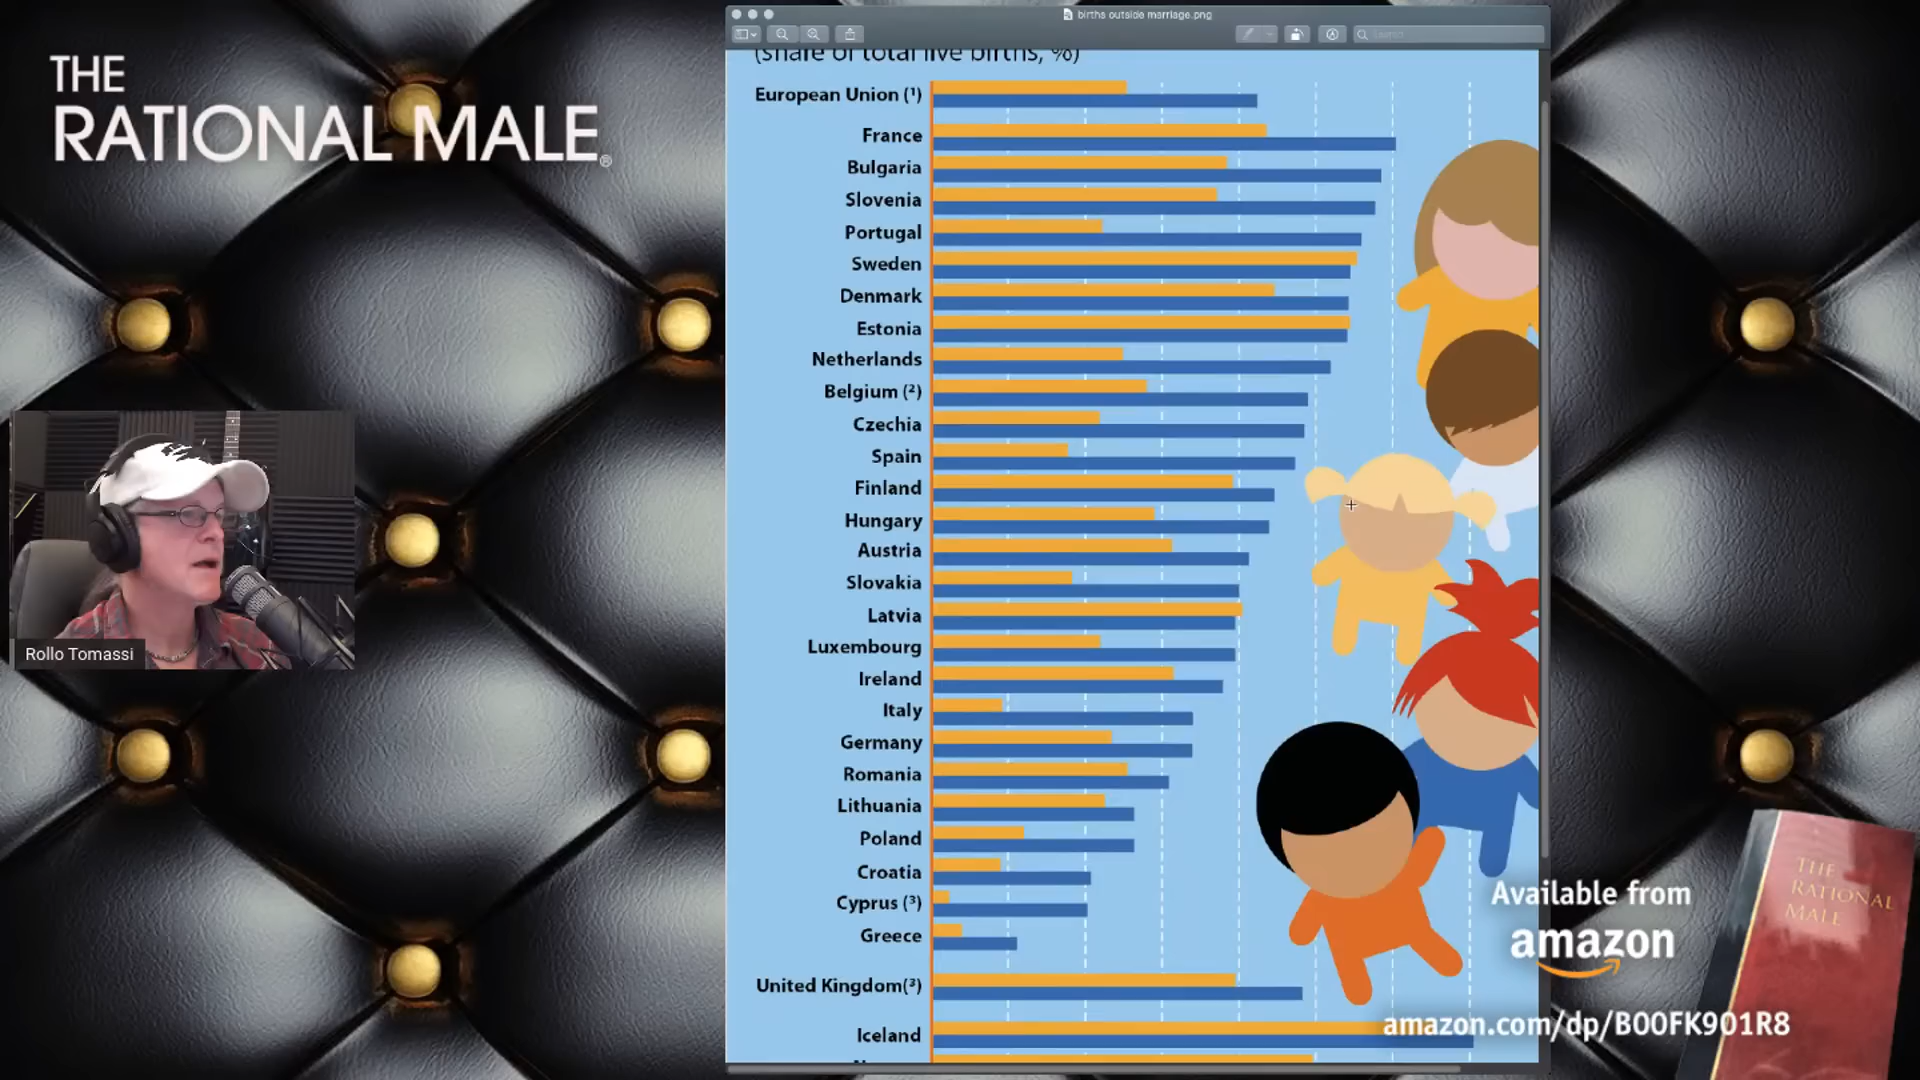 THE
RATIONAL MALE®
births outside marriage.png
Search
(share of total live births, %)
European Union (¹)
France
Bulgaria
Slovenia
Portugal
Sweden
Denmark
Estonia
Netherlands
Belgium (²)
Czechia
Spain
Finland
Hungary
Austria
Slovakia
Latvia
Luxembourg
Ireland
Italy
Germany
Romania
Lithuania
Poland
Croatia
Cyprus (³)
Greece
United Kingdom(³)
Iceland
Rollo Tomassi
THE
RATIONAL
MALE
Available from
amazon
amazon.com/dp/B00FK901R8